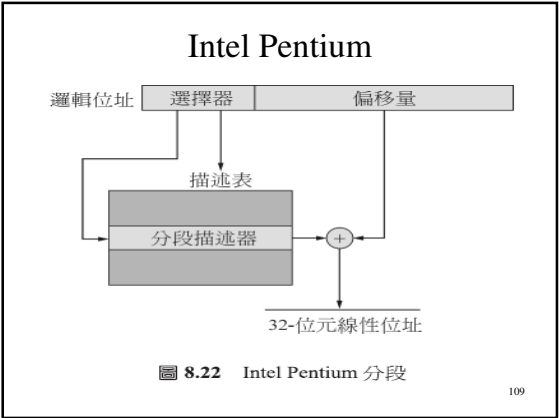 Intel Pentium
邏輯位址 選擇器 偏移量
描述表
分段描述器 +
32-位元線性位址
圖 8.22 Intel Pentium 分段
109